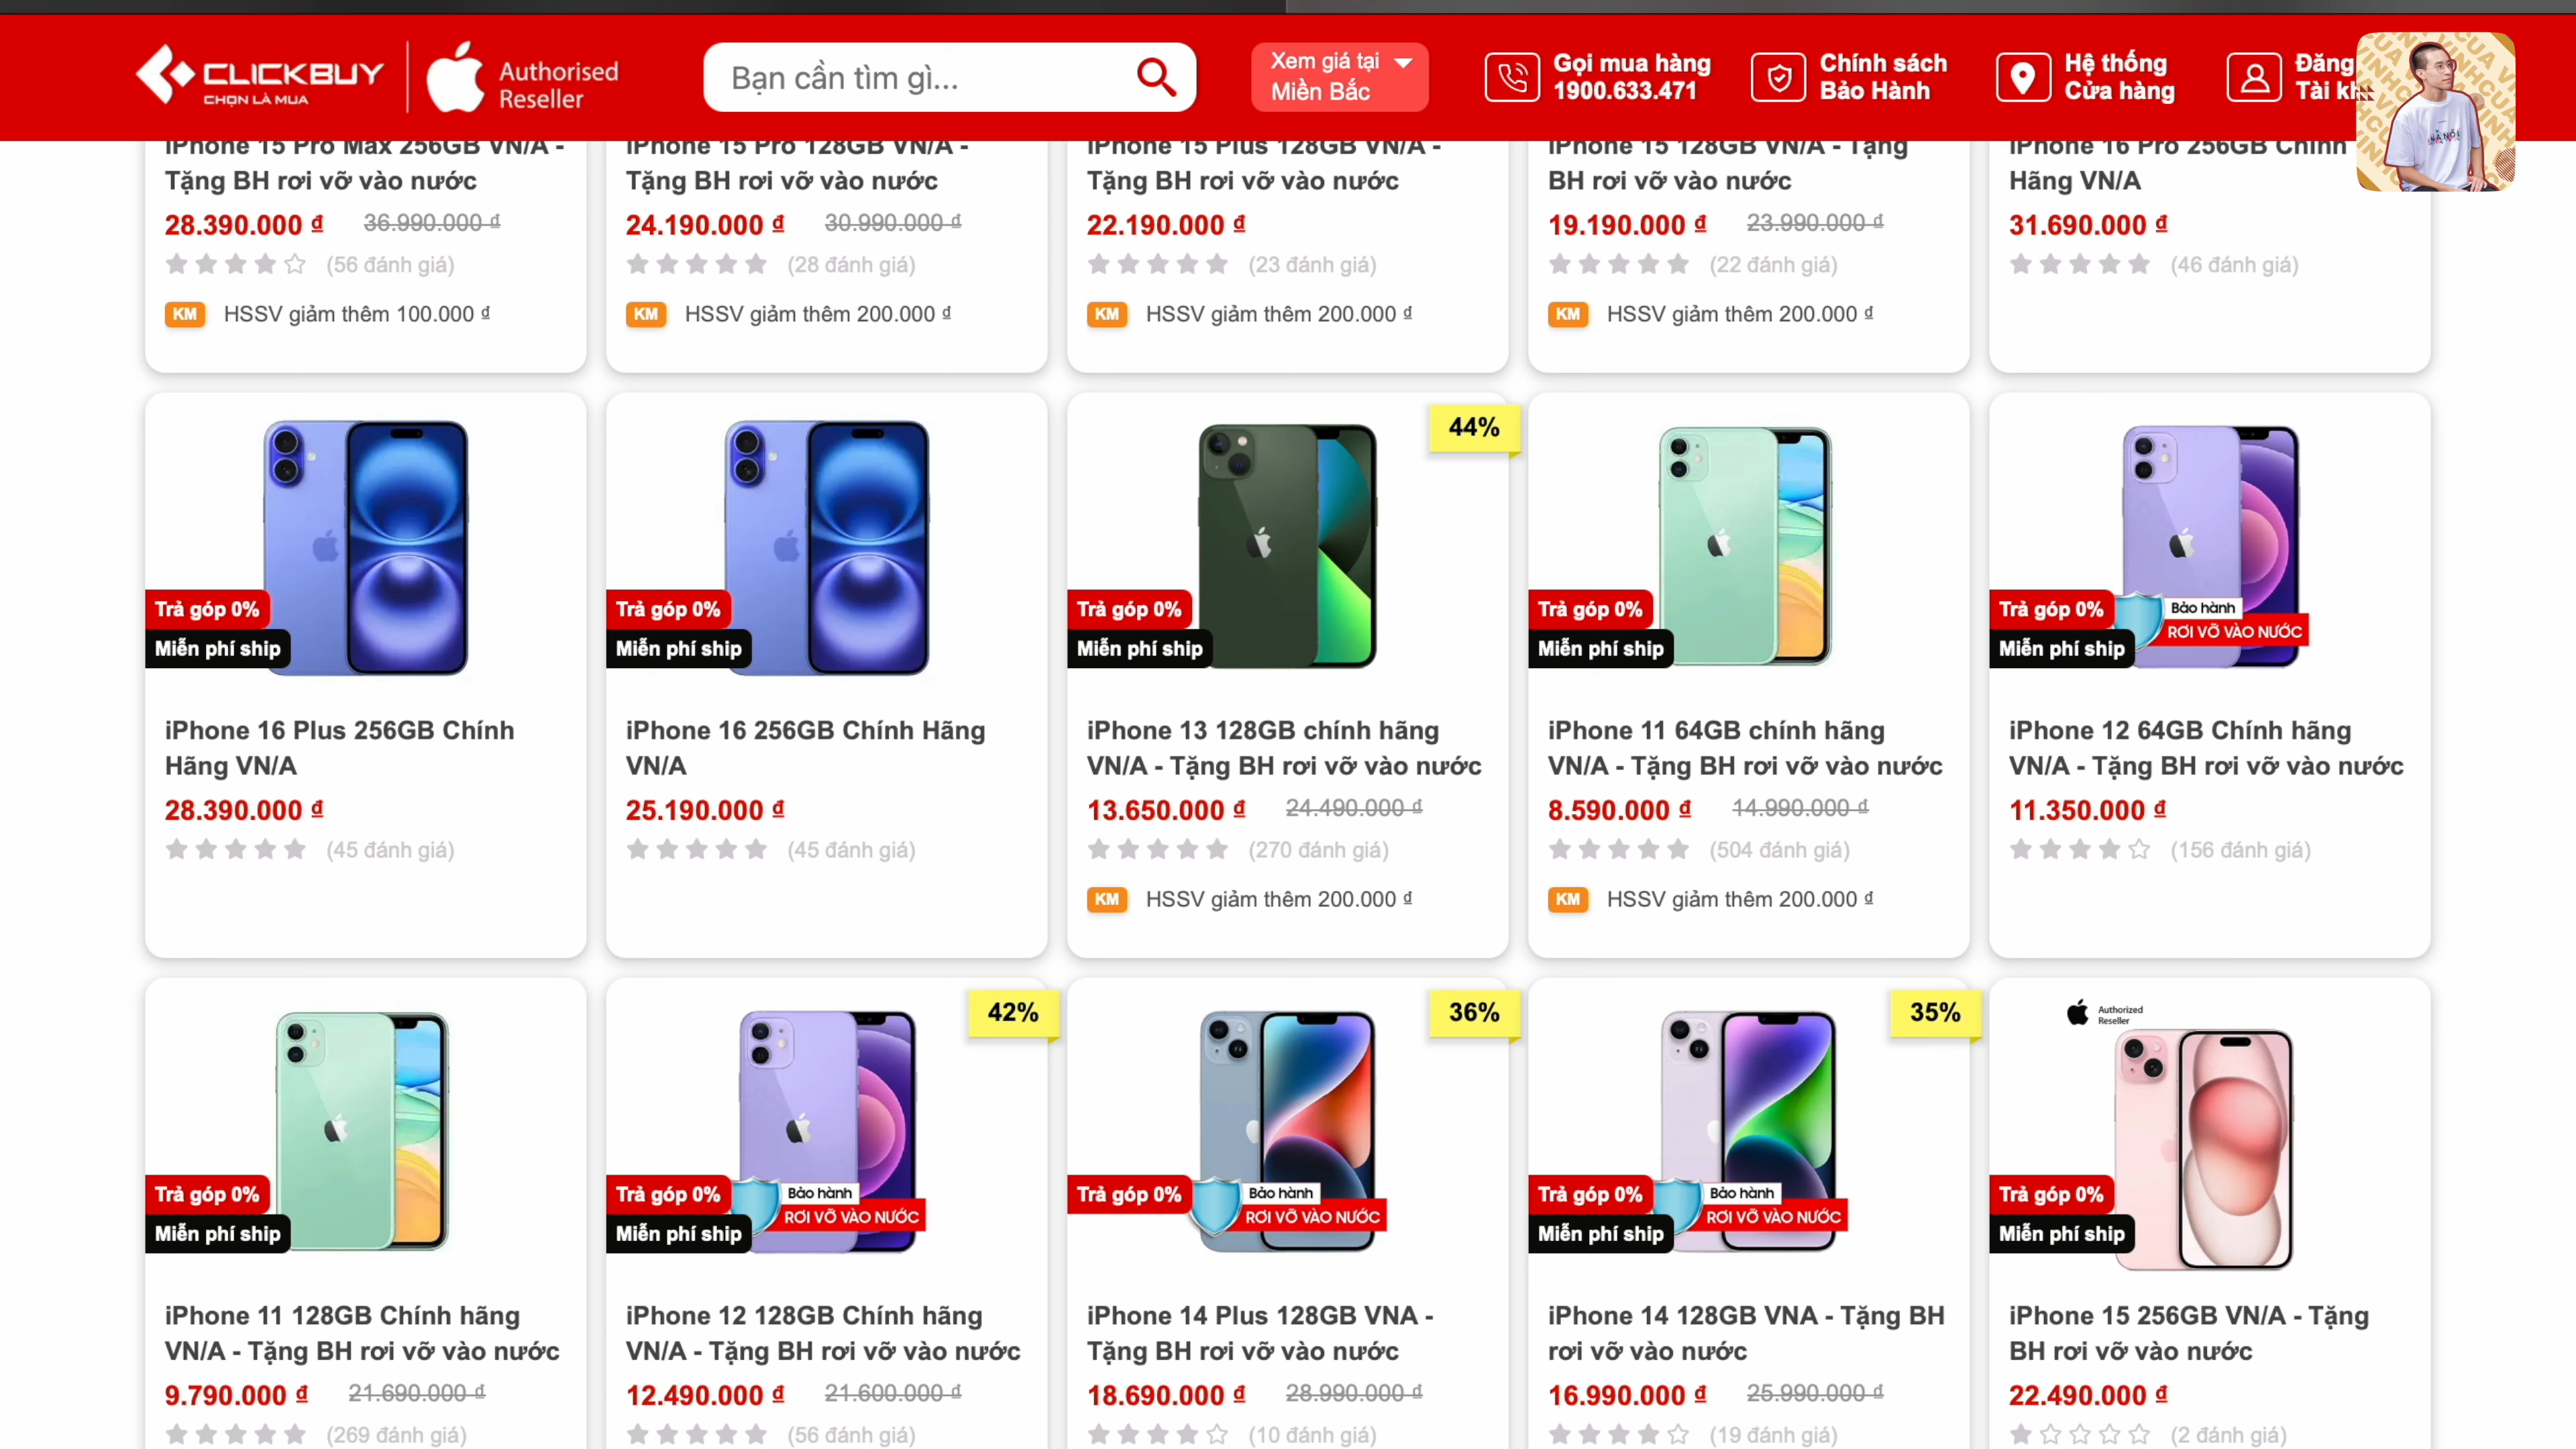 CLICKBUY
CHỌN LÀ MUA
Authorised
Reseller
Bạn cần tìm gì...
Xem giá tại
Miền Bắc
Gọi mua hàng
1900.633.471
Chính sách
Bảo Hành
Hệ thống
Cửa hàng
Đăng
Tài
iPhone 15 Pro Max 256GB VN/A -
Tặng BH rơi vỡ vào nước
28.390.000 ₫ 36.990.000 ₫
(56 đánh giá)
KM HSSV giảm thêm 100.000 ₫
iPhone 15 Pro 128GB VN/A -
Tặng BH rơi vỡ vào nước
24.190.000 ₫ 30.990.000 ₫
(28 đánh giá)
KM HSSV giảm thêm 200.000 ₫
iPhone 15 Plus 128GB VN/A -
Tặng BH rơi vỡ vào nước
22.190.000 ₫
(23 đánh giá)
KM HSSV giảm thêm 200.000 ₫
iPhone 15 128GB VN/A - Tặng
BH rơi vỡ vào nước
19.190.000 ₫ 23.990.000 ₫
(22 đánh giá)
KM HSSV giảm thêm 200.000 ₫
iPhone 16 Pro 256GB Chính
Hãng VN/A
31.690.000 ₫
(46 đánh giá)
Trả góp 0%
Miễn phí ship
iPhone 16 Plus 256GB Chính
Hãng VN/A
28.390.000 ₫
(45 đánh giá)
Trả góp 0%
Miễn phí ship
iPhone 16 256GB Chính Hãng
VN/A
25.190.000 ₫
(45 đánh giá)
44%
Trả góp 0%
Miễn phí ship
iPhone 13 128GB chính hãng
VN/A - Tặng BH rơi vỡ vào nước
13.650.000 ₫ 24.490.000 ₫
(270 đánh giá)
KM HSSV giảm thêm 200.000 ₫
Trả góp 0%
Miễn phí ship
iPhone 11 64GB chính hãng
VN/A - Tặng BH rơi vỡ vào nước
8.590.000 ₫ 14.990.000 ₫
(504 đánh giá)
KM HSSV giảm thêm 200.000 ₫
Trả góp 0%
Miễn phí ship
Bảo hành
RƠI VỠ VÀO NƯỚC
iPhone 12 64GB Chính hãng
VN/A - Tặng BH rơi vỡ vào nước
11.350.000 ₫
(156 đánh giá)
Trả góp 0%
Miễn phí ship
iPhone 11 128GB Chính hãng
VN/A - Tặng BH rơi vỡ vào nước
9.790.000 ₫ 21.690.000 ₫
(269 đánh giá)
42%
Trả góp 0%
Miễn phí ship
Bảo hành
RƠI VỠ VÀO NƯỚC
iPhone 12 128GB Chính hãng
VN/A - Tặng BH rơi vỡ vào nước
12.490.000 ₫ 21.600.000 ₫
(56 đánh giá)
36%
Trả góp 0%
Bảo hành
RƠI VỠ VÀO NƯỚC
iPhone 14 Plus 128GB VNA -
Tặng BH rơi vỡ vào nước
18.690.000 ₫ 28.990.000 ₫
(10 đánh giá)
35%
Trả góp 0%
Miễn phí ship
Bảo hành
RƠI VỠ VÀO NƯỚC
iPhone 14 128GB VNA - Tặng BH
rơi vỡ vào nước
16.990.000 ₫ 25.990.000 ₫
(19 đánh giá)
Authorized
Reseller
Trả góp 0%
Miễn phí ship
iPhone 15 256GB VN/A - Tặng
BH rơi vỡ vào nước
22.490.000 ₫
(2 đánh giá)